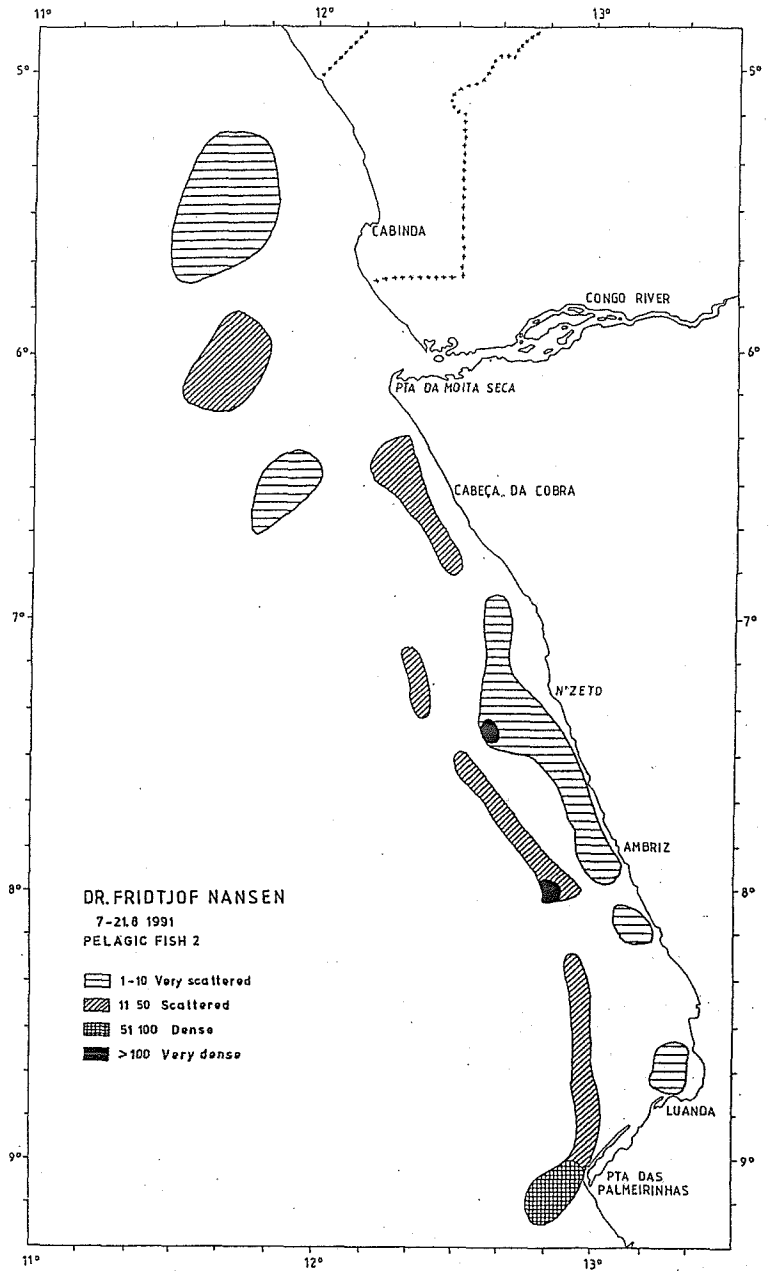 11°
12°
13°
5°
5°
CABINDA
CONGO RIVER
6°
6°
PTA DA MOITA SECA
CABEÇA DA COBRA
7°
7°
N'ZETO
AMBRIZ
8°
8°
DR. FRIDTJOF NANSEN
7-21.8 1991
PELAGIC FISH 2
1-10 Very scattered
11 50 Scattered
51 100 Dense
>100 Very dense
LUANDA
9°
9°
PTA DAS
PALMEIRINHAS
11°
12°
13°